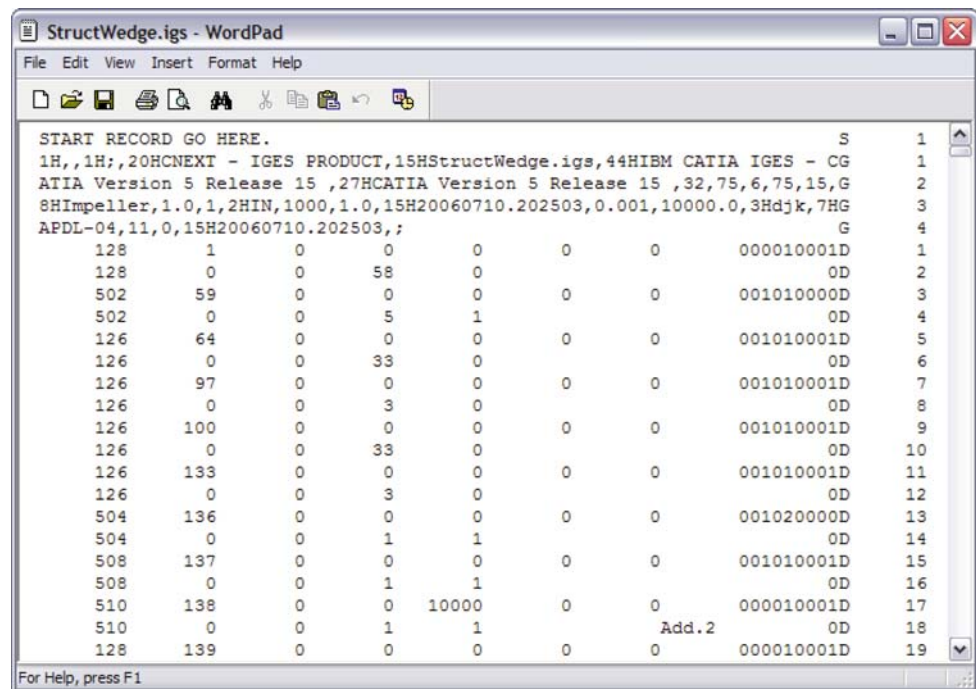 StructWedge.igs - WordPad
File Edit View Insert Format Help
START RECORD GO HERE. S 1
1H,,1H;,20HCNEXT - IGES PRODUCT,15HStructWedge.igs,44HIBM CATIA IGES - CG 1
ATIA Version 5 Release 15 ,27HCATIA Version 5 Release 15 ,32,75,6,75,15,G 2
8HImpeller,1.0,1,2HIN,1000,1.0,15H20060710.202503,0.001,10000.0,3Hdjk,7HG 3
APDL-04,11,0,15H20060710.202503,; G 4
128 1 0 0 0 0 0 000010001D 1
128 0 0 58 0 0D 2
502 59 0 0 0 0 0 001010000D 3
502 0 0 5 1 0D 4
126 64 0 0 0 0 0 001010001D 5
126 0 0 33 0 0D 6
126 97 0 0 0 0 0 001010001D 7
126 0 0 3 0 0D 8
126 100 0 0 0 0 0 001010001D 9
126 0 0 33 0 0D 10
126 133 0 0 0 0 0 001010001D 11
126 0 0 3 0 0D 12
504 136 0 0 0 0 0 001020000D 13
504 0 0 1 1 0D 14
508 137 0 0 0 0 0 001010001D 15
508 0 0 1 1 0D 16
510 138 0 0 10000 0 0 000010001D 17
510 0 0 1 1 Add.2 0D 18
128 139 0 0 0 0 0 000010001D 19
For Help, press F1